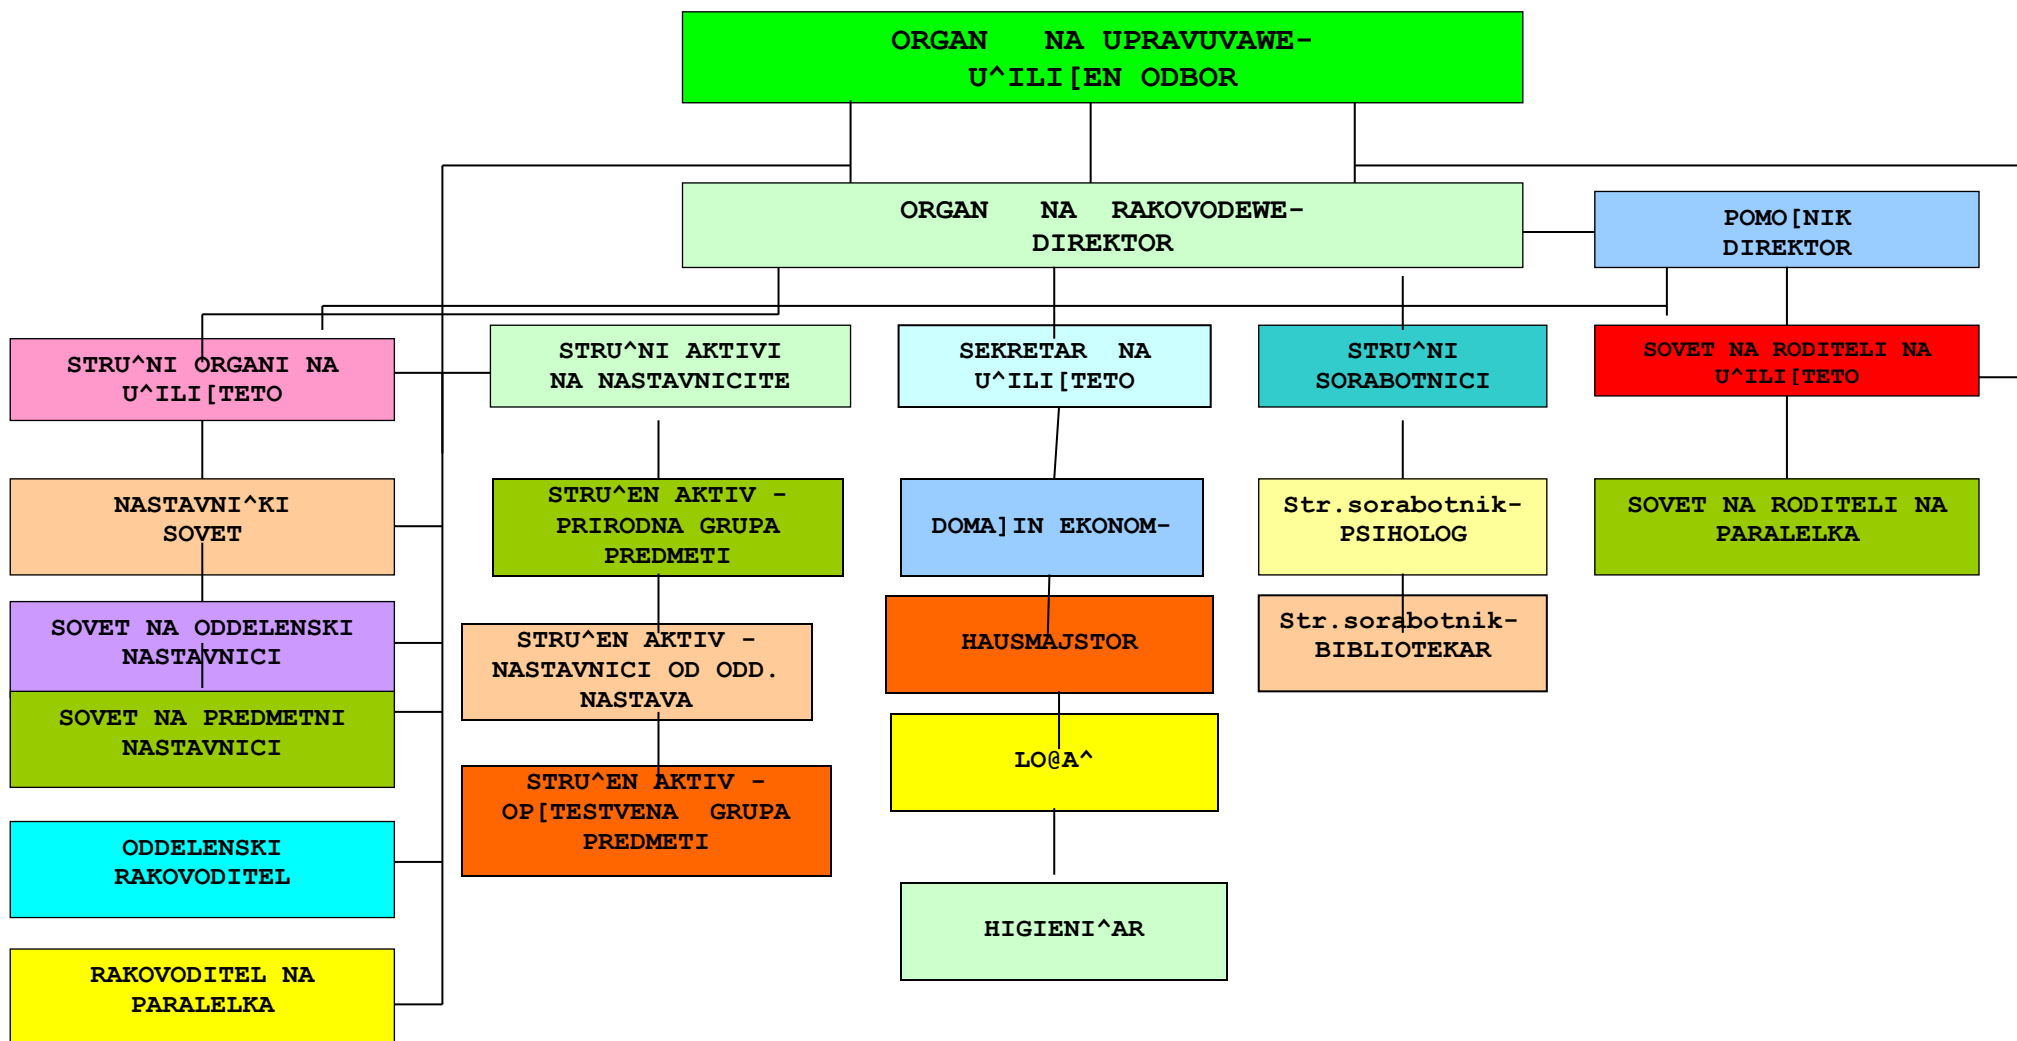 ORGAN NA UPRAVUVAWE-
U^ILI[EN ODBOR
ORGAN NA RAKOVODEWE-
DIREKTOR
POMO[NIK
DIREKTOR
STRU^NI ORGANI NA
U^ILI[TETO
STRU^NI AKTIVI
NA NASTAVNICITE
SEKRETAR NA
U^ILI[TETO
STRU^NI
SORABOTNICI
SOVET NA RODITELI NA
U^ILI[TETO
NASTAVNI^KI
SOVET
STRU^EN AKTIV -
PRIRODNA GRUPA
PREDMETI
DOMA]IN EKONOM-
Str.sorabotnik-
PSIHOLOG
SOVET NA RODITELI NA
PARALELKA
SOVET NA ODDELENSKI
NASTAVNICI
STRU^EN AKTIV -
NASTAVNICI OD ODD.
NASTAVA
HAUSMAJSTOR
Str.sorabotnik-
BIBLIOTEKAR
SOVET NA PREDMETNI
NASTAVNICI
STRU^EN AKTIV -
OP[TESTVENA GRUPA
PREDMETI
LO@A^
ODDELENSKI
RAKOVODITEL
HIGIENI^AR
RAKOVODITEL NA
PARALELKA